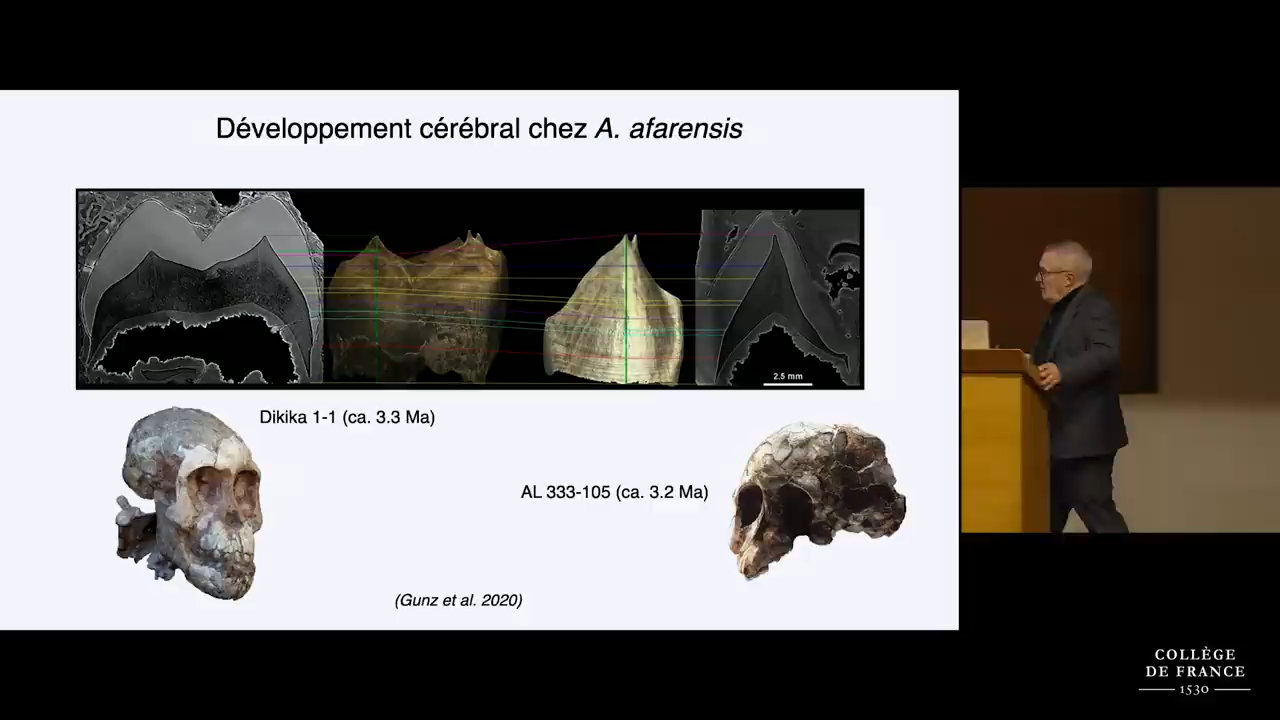 Développement cérébral chez A. afarensis
2.5 mm
Dikika 1-1 (ca. 3.3 Ma)
AL 333-105 (ca. 3.2 Ma)
(Gunz et al. 2020)
COLLÈGE
DE FRANCE
1530